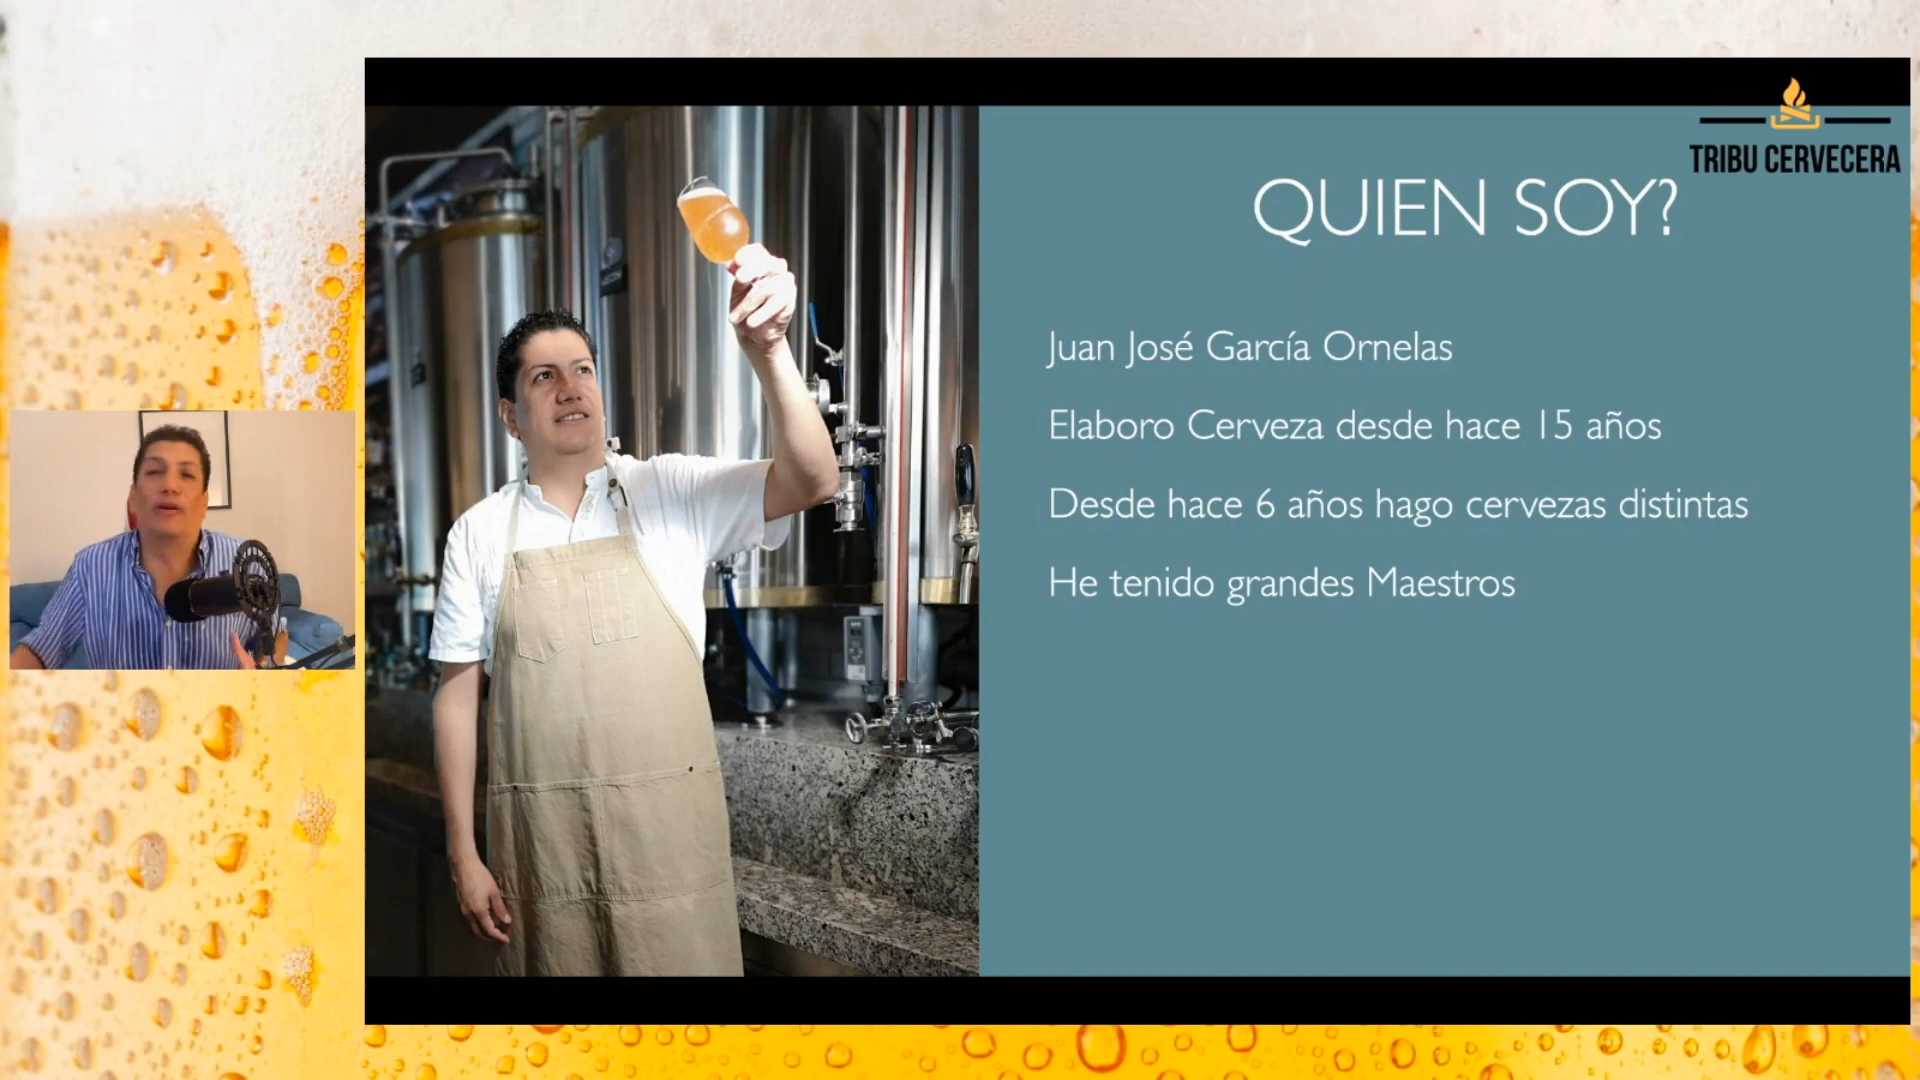 TRIBU CERVECERA
QUIEN SOY?
Juan José García Ornelas
Elaboro Cerveza desde hace 15 años
Desde hace 6 años hago cervezas distintas
He tenido grandes Maestros